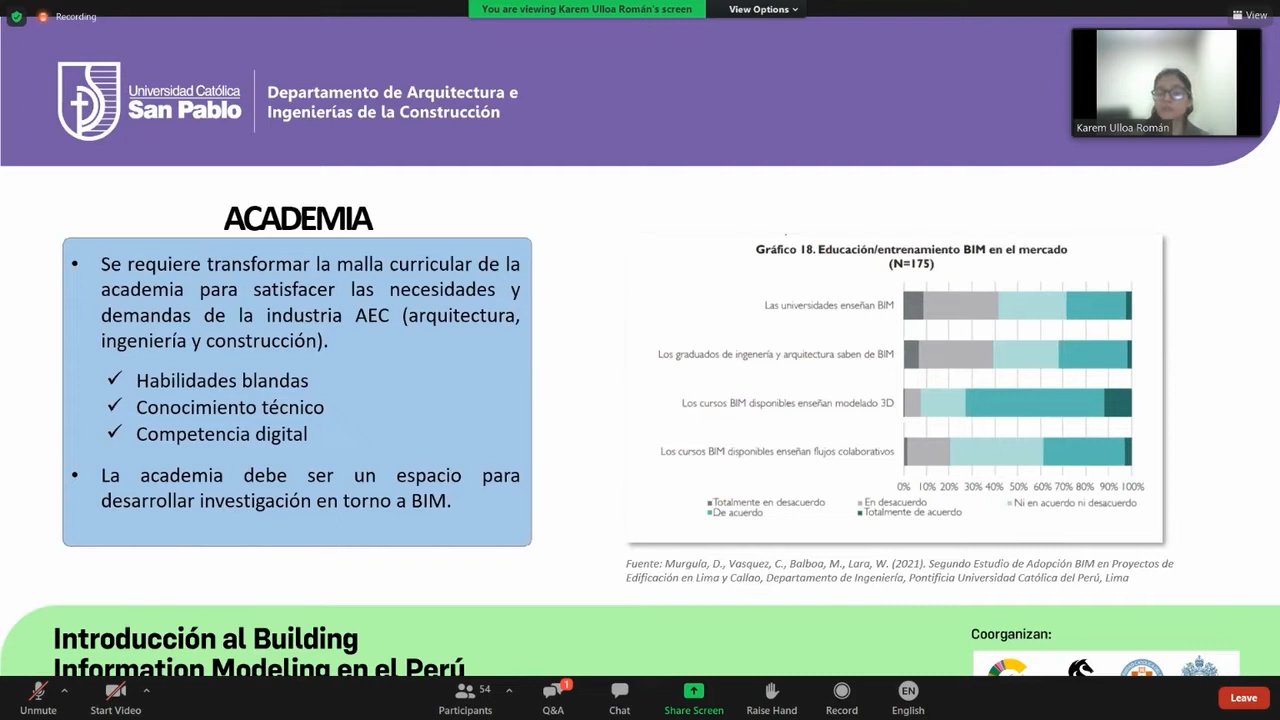 Recording
You are viewing Karem Ulloa Román's screen
View Options
View
Universidad Católica
San Pablo
Departamento de Arquitectura e
Ingenierías de la Construcción
Karem Ulloa Román
ACADEMIA
• Se requiere transformar la malla curricular de la
academia para satisfacer las necesidades y
demandas de la industria AEC (arquitectura,
ingeniería y construcción).
✓ Habilidades blandas
✓ Conocimiento técnico
✓ Competencia digital
• La academia debe ser un espacio para
desarrollar investigación en torno a BIM.
Gráfico 18. Educación/entrenamiento BIM en el mercado
(N=175)
Las universidades enseñan BIM
Los graduados de ingenería y arquitectura saben de BIM
Los cursos BIM disponibles enseñan modelado 3D
Los cursos BIM disponibles enseñan flujos colaborativos
0% 10% 20% 30% 40% 50% 60% 70% 80% 90% 100%
Totalmente en desacuerdo En desacuerdo Ni en acuerdo ni desacuerdo
De acuerdo Totalmente de acuerdo
Fuente: Murguía, D., Vasquez, C., Balboa, M., Lara, W. (2021). Segundo Estudio de Adopción BIM en Proyectos de
Edificación en Lima y Callao, Departamento de Ingeniería, Pontificia Universidad Católica del Perú, Lima
Introducción al Building
Information Modeling en el Perú
Coorganizan:
Unmute
Start Video
54
Participants
1
Q&A
Chat
Share Screen
Raise Hand
Record
EN
English
Leave